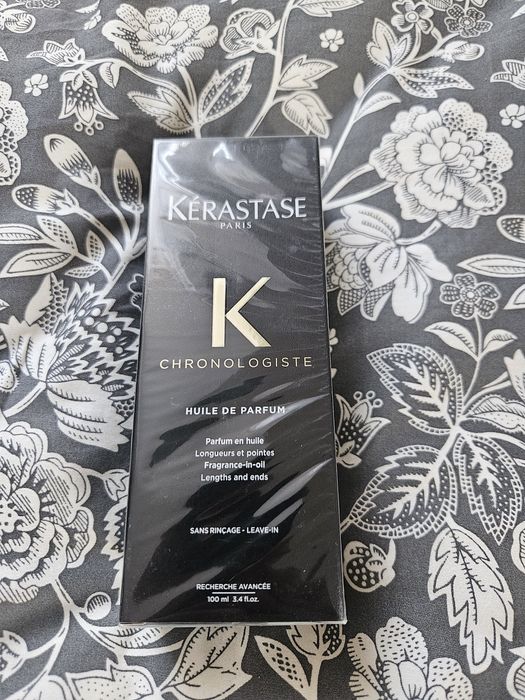 KÉRASTASE
PARIS
K
CHRONOLOGISTE
HUILE DE PARFUM
Parfum en huile
Longueurs et pointes
Fragrance-in-oil
Lengths and ends
SANS RINÇAGE - LEAVE-IN
RECHERCHE AVANCÉE
100 ml 3.4 fl.oz.